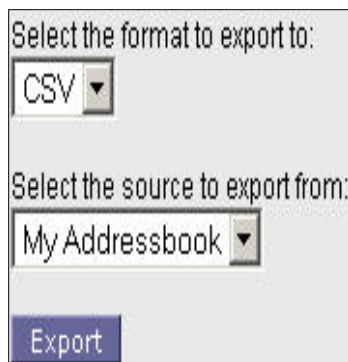 Select the format to export to:
CSV
Select the source to export from:
My Addressbook
Export